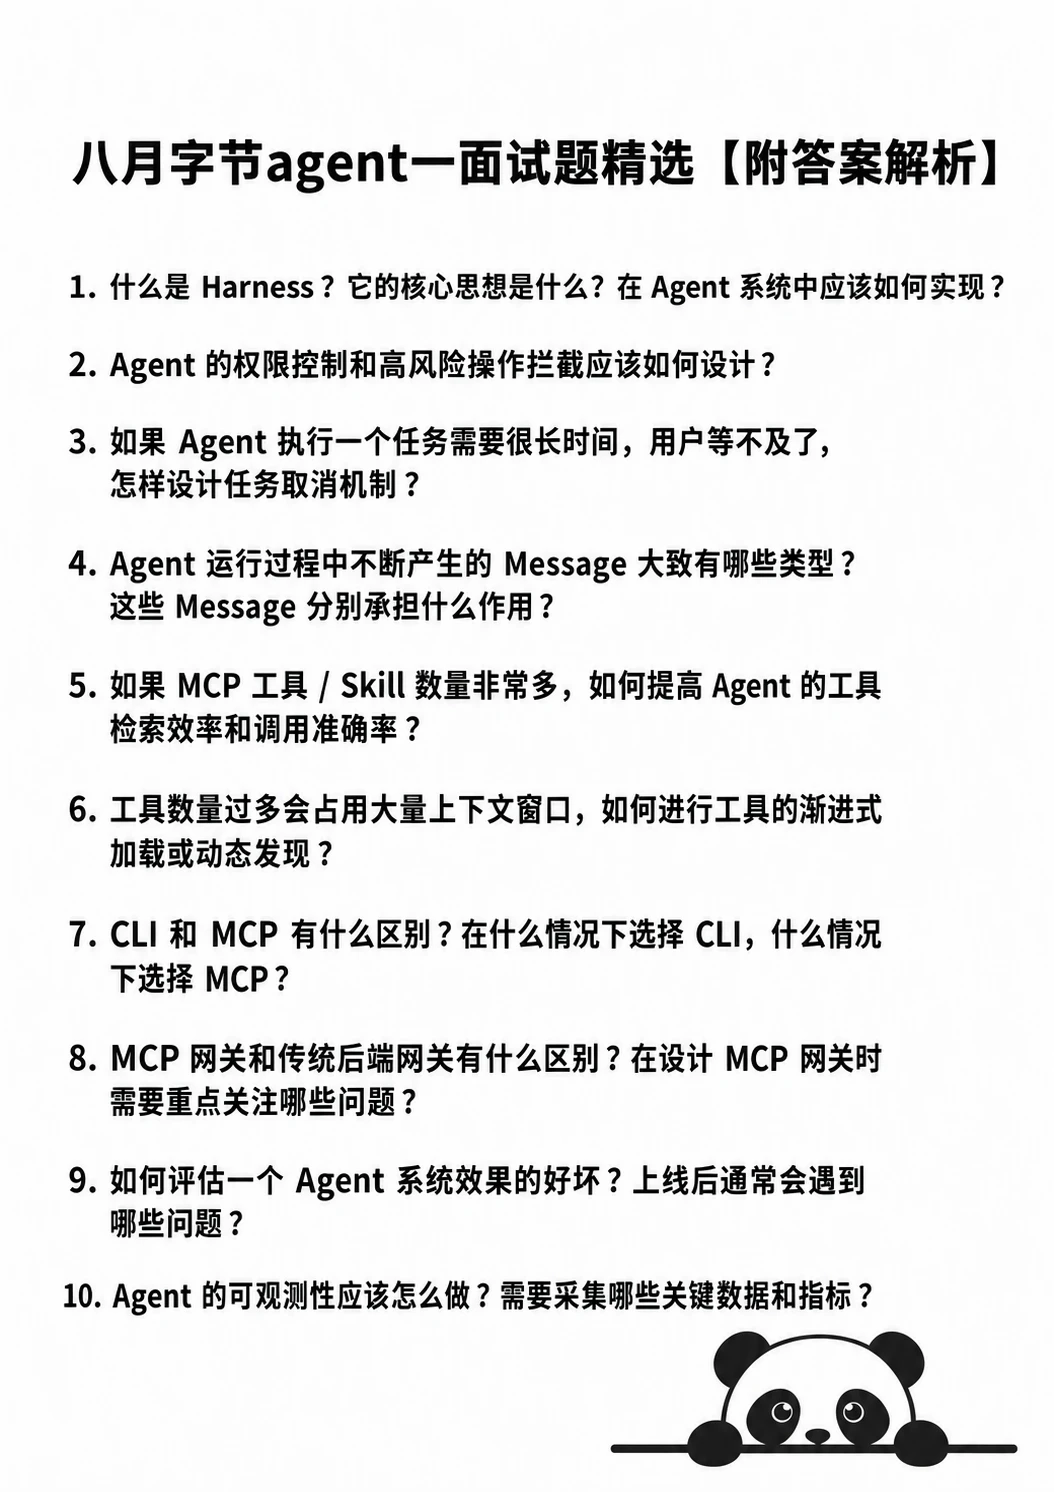 八月字节agent一面试题精选【附答案解析】
1. 什么是 Harness？它的核心思想是什么？在 Agent 系统中应该如何实现？
2. Agent 的权限控制和高风险操作拦截应该如何设计？
3. 如果 Agent 执行一个任务需要很长时间，用户等不及了，
怎样设计任务取消机制？
4. Agent 运行过程中不断产生的 Message 大致有哪些类型？
这些 Message 分别承担什么作用？
5. 如果 MCP 工具 / Skill 数量非常多，如何提高 Agent 的工具
检索效率和调用准确率？
6. 工具数量过多会占用大量上下文窗口，如何进行工具的渐进式
加载或动态发现？
7. CLI 和 MCP 有什么区别？在什么情况下选择 CLI，什么情况
下选择 MCP？
8. MCP 网关和传统后端网关有什么区别？在设计 MCP 网关时
需要重点关注哪些问题？
9. 如何评估一个 Agent 系统效果的好坏？上线后通常会遇到
哪些问题？
10. Agent 的可观测性应该怎么做？需要采集哪些关键数据和指标？